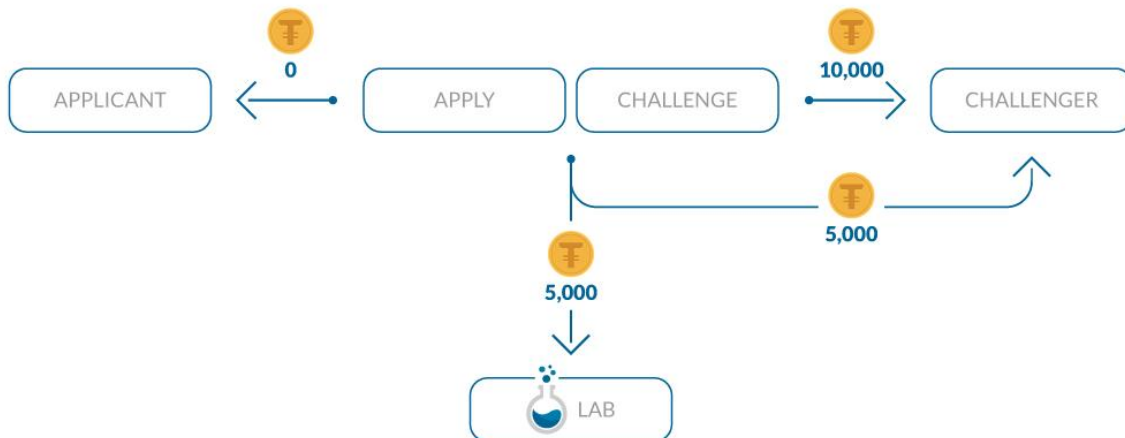 0
10,000
APPLICANT
APPLY
CHALLENGE
CHALLENGER
5,000
5,000
LAB